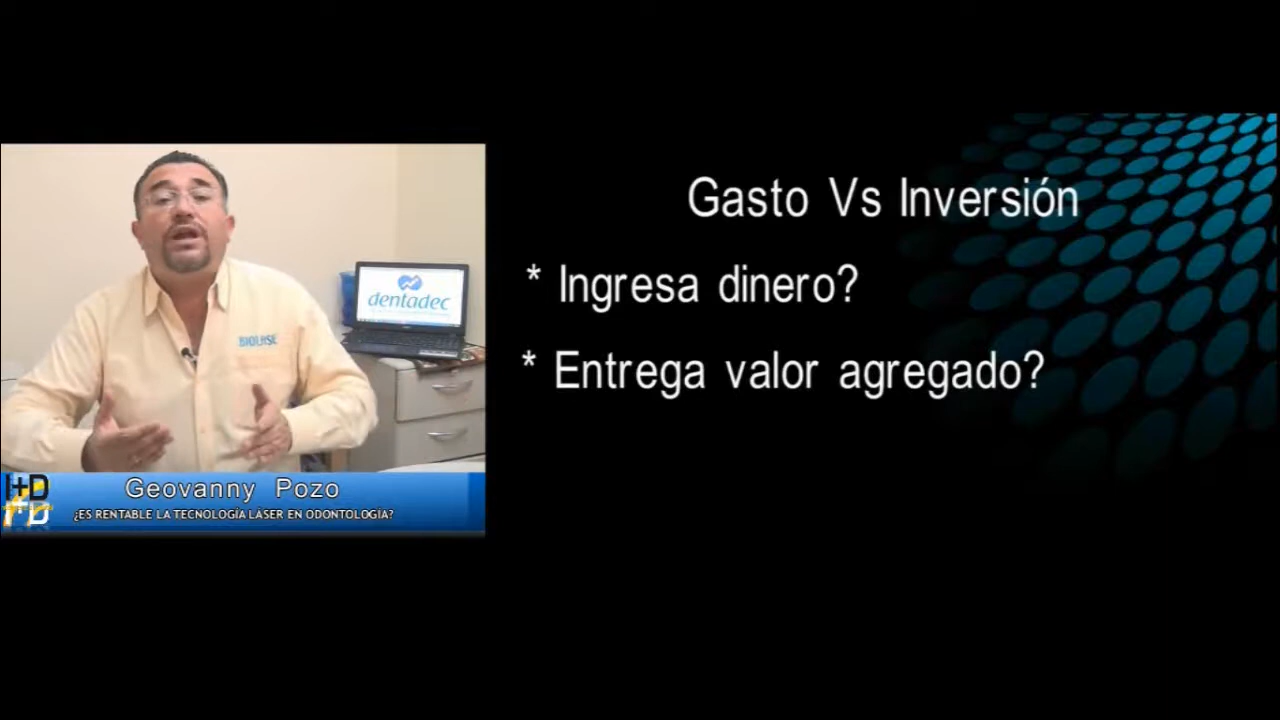 Gasto Vs Inversión
* Ingresa dinero?
* Entrega valor agregado?
BIOLASE
dentadec
I+D
Geovanny Pozo
¿ES RENTABLE LA TECNOLOGÍA LÁSER EN ODONTOLOGÍA?